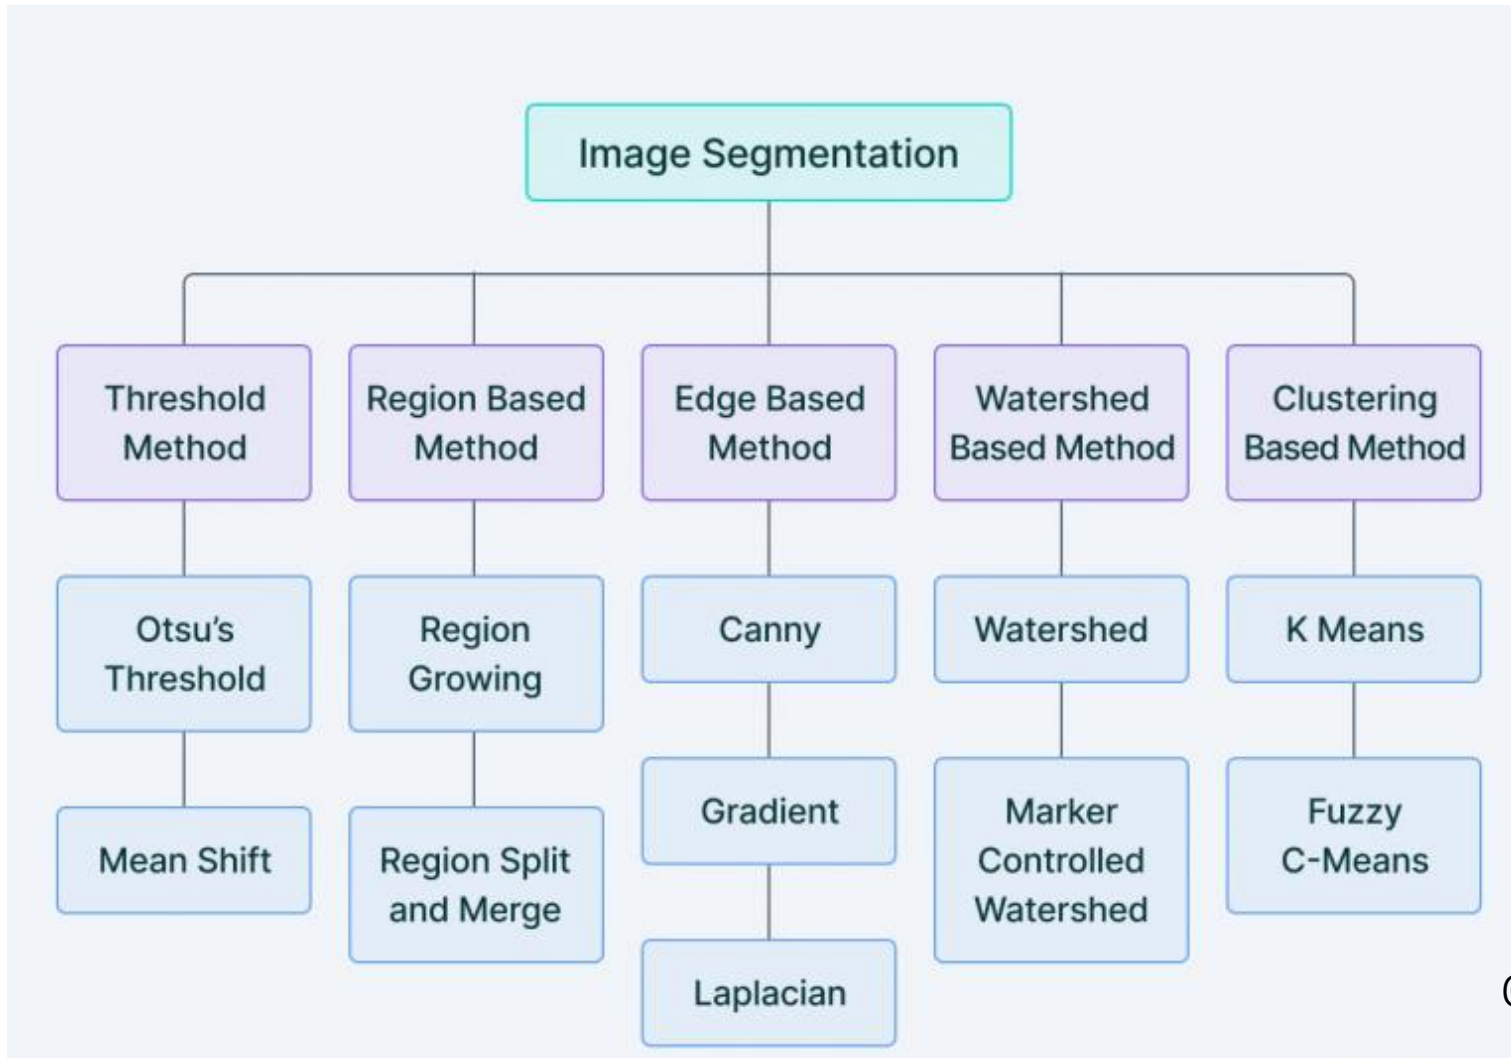 Image Segmentation
Threshold
Method
Region Based
Method
Edge Based
Method
Watershed
Based Method
Clustering
Based Method
Otsu’s
Threshold
Mean Shift
Region
Growing
Region Split
and Merge
Canny
Gradient
Laplacian
Watershed
Marker
Controlled
Watershed
K Means
Fuzzy
C-Means